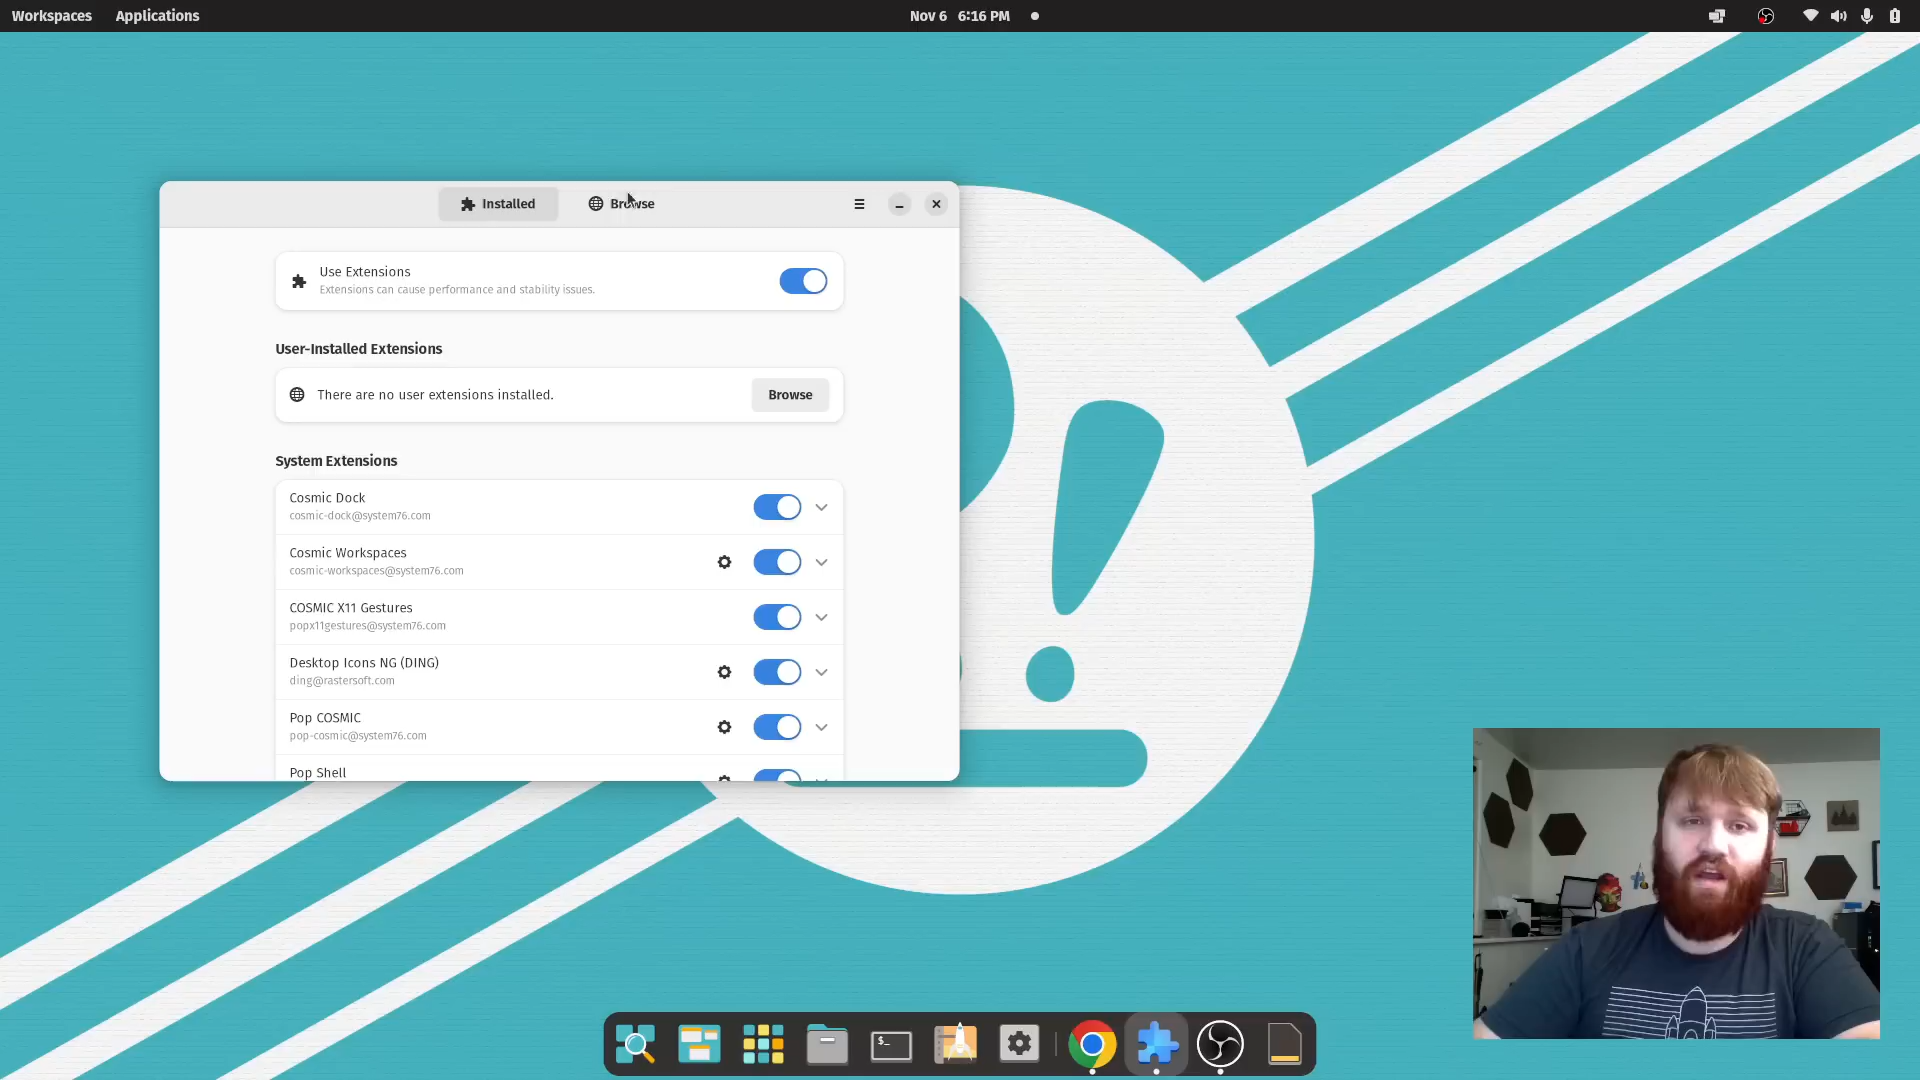 Workspaces Applications Nov 6 6:16 PM
Installed Browse
Use Extensions
Extensions can cause performance and stability issues.
User-Installed Extensions
There are no user extensions installed. Browse
System Extensions
Cosmic Dock
cosmic-dock@system76.com
Cosmic Workspaces
cosmic-workspaces@system76.com
COSMIC X11 Gestures
popx11gestures@system76.com
Desktop Icons NG (DING)
ding@rastersoft.com
Pop COSMIC
pop-cosmic@system76.com
Pop Shell
$_